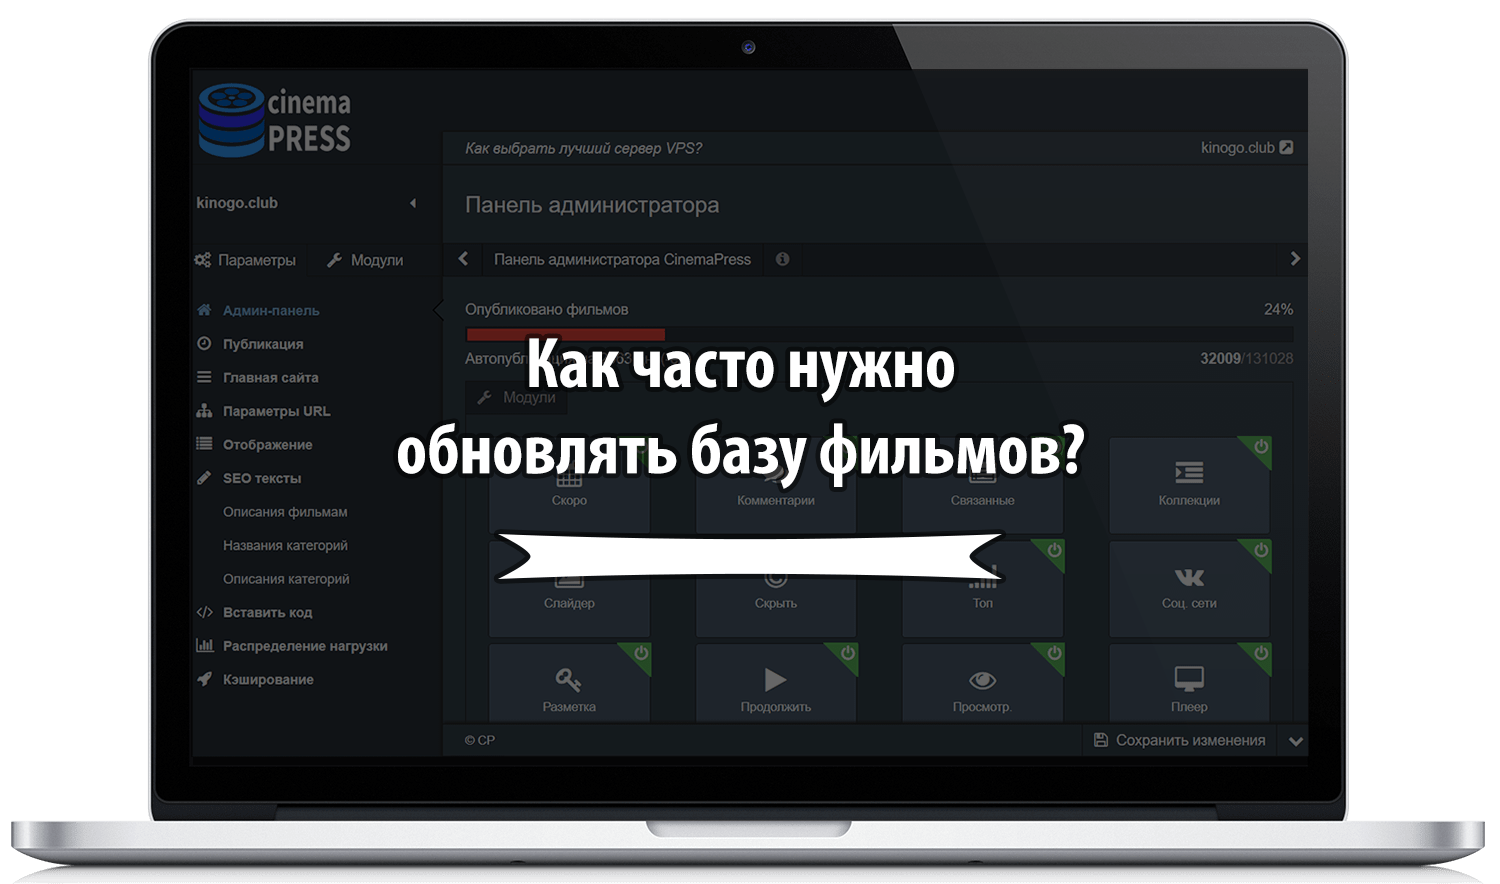 cinema
PRESS
Как выбрать лучший сервер VPS?
kinogo.club
kinogo.club
Панель администратора
Параметры
Модули
Панель администратора CinemaPress
Админ-панель
Публикация
Главная сайта
Параметры URL
Отображение
SEO тексты
Описания фильмам
Названия категорий
Описания категорий
Вставить код
Распределение нагрузки
Кэширование
Опубликовано фильмов
24%
32009/131028
Модули
Как часто нужно
обновлять базу фильмов?
Скоро
Комментарии
Связанные
Коллекции
Слайдер
Скрыть
Топ
Соц. сети
Разметка
Продолжить
Просмотр.
Плеер
© CP
Сохранить изменения